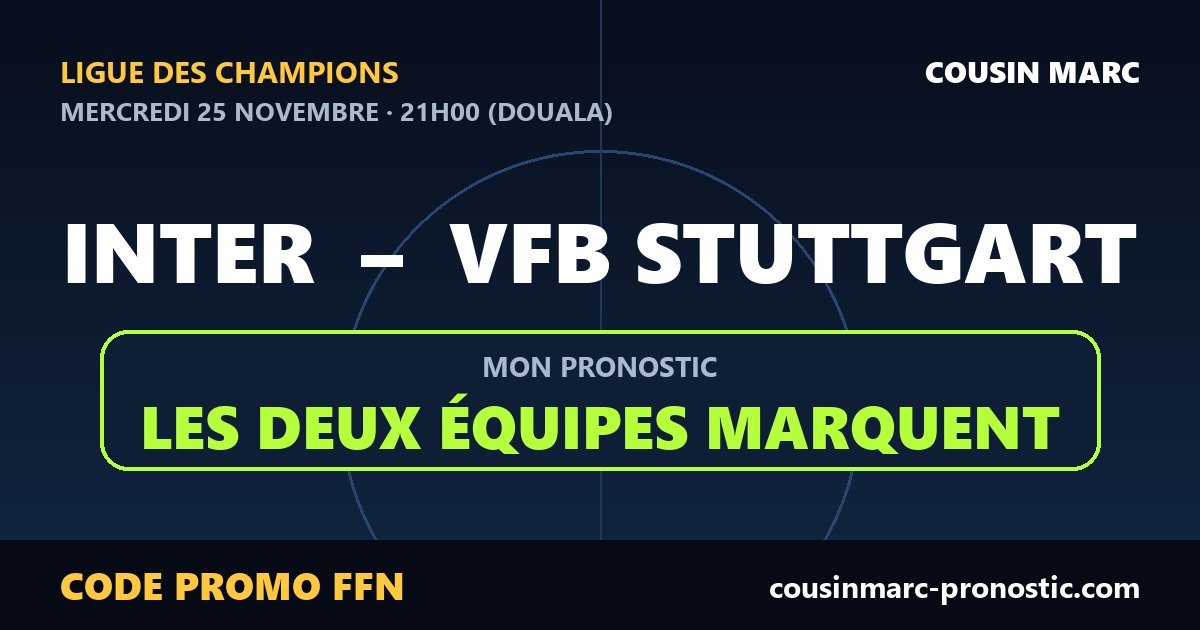 LIGUE DES CHAMPIONS
COUSIN MARC
MERCREDI 25 NOVEMBRE · 21H00 (DOUALA)
INTER – VFB STUTTGART
MON PRONOSTIC
LES DEUX ÉQUIPES MARQUENT
CODE PROMO FFN
cousinmarc-pronostic.com